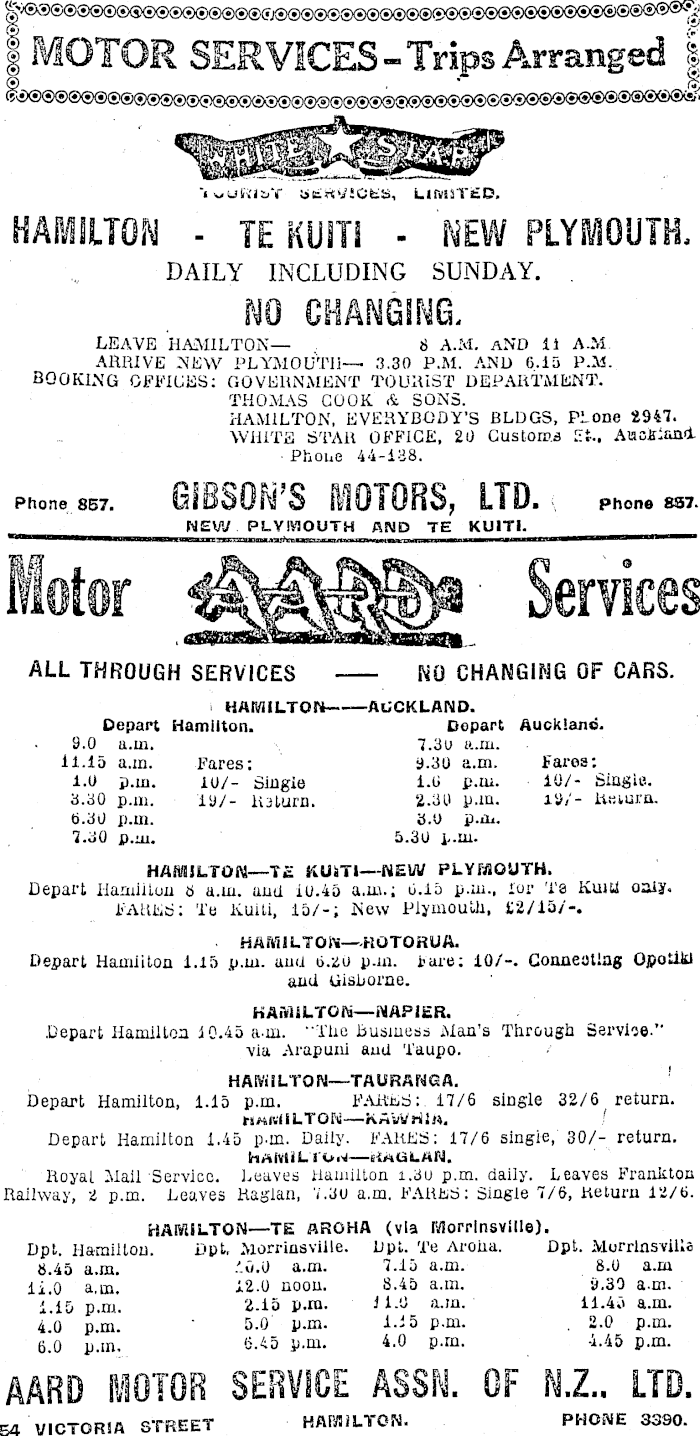 MOTOR SERVICES - Trips Arranged
WHITE STAR
TOURIST SERVICES, LIMITED.
HAMILTON - TE KUITI - NEW PLYMOUTH.
DAILY INCLUDING SUNDAY.
NO CHANGING.
LEAVE HAMILTON— 8 A.M. AND 11 A.M.
ARRIVE NEW PLYMOUTH— 3.30 P.M. AND 6.15 P.M.
BOOKING OFFICES: GOVERNMENT TOURIST DEPARTMENT.
THOMAS COOK & SONS.
HAMILTON, EVERYBODY'S BLDGS, Phone 2947.
WHITE STAR OFFICE, 20 Customs St., Auckland
Phone 44-138.
Phone 857. GIBSON'S MOTORS, LTD. Phone 857.
NEW PLYMOUTH AND TE KUITI.
Motor AARD Services
ALL THROUGH SERVICES — NO CHANGING OF CARS.
HAMILTON——AUCKLAND.
Depart Hamilton. Depart Auckland.
9.0 a.m. 7.30 a.m.
11.15 a.m. Fares: 9.30 a.m. Fares:
1.0 p.m. 10/- Single p.m. 10/- Single.
3.30 p.m. 19/- Return. 2.30 p.m. 19/- Return.
6.30 p.m. 3.0 p.m.
7.30 p.m. 5.30 p.m.
HAMILTON—TE KUITI—NEW PLYMOUTH.
Depart Hamilton 8 a.m. and 10.45 a.m.; 6.15 p.m., for Te Kuiti only.
FARES: Te Kuiti, 15/-; New Plymouth, £2/15/-.
HAMILTON—ROTORUA.
Depart Hamilton 1.15 p.m. and 6.20 p.m. Fare: 10/-. Connecting Opotiki
and Gisborne.
HAMILTON—NAPIER.
Depart Hamilton 10.45 a.m. "The Business Man's Through Service."
via Arapuni and Taupo.
HAMILTON—TAURANGA.
Depart Hamilton, 1.15 p.m. FARES: 17/6 single 32/6 return.
HAMILTON—KAWHIA.
Depart Hamilton 1.45 p.m. Daily. FARES: 17/6 single, 30/- return.
HAMILTON—RAGLAN.
Royal Mail Service. Leaves Hamilton 1.30 p.m. daily. Leaves Frankton
Railway, 2 p.m. Leaves Raglan, 7.30 a.m. FARES: Single 7/6, Return 12/6.
HAMILTON—TE AROHA (via Morrinsville).
Dpt. Hamilton. Dpt. Morrinsville. Dpt. Te Aroha. Dpt. Morrinsville
8.45 a.m. 10.0 a.m. 7.15 a.m. 8.0 a.m
11.0 a.m. 12.0 noon. 8.45 a.m. 9.30 a.m.
1.15 p.m. 2.15 p.m. 11.0 a.m. 11.45 a.m.
4.0 p.m. 5.0 p.m. 1.15 p.m. 2.0 p.m.
6.0 p.m. 6.45 p.m. 4.0 p.m. 4.45 p.m.
AARD MOTOR SERVICE ASSN. OF N.Z., LTD.
54 VICTORIA STREET HAMILTON. PHONE 3390.